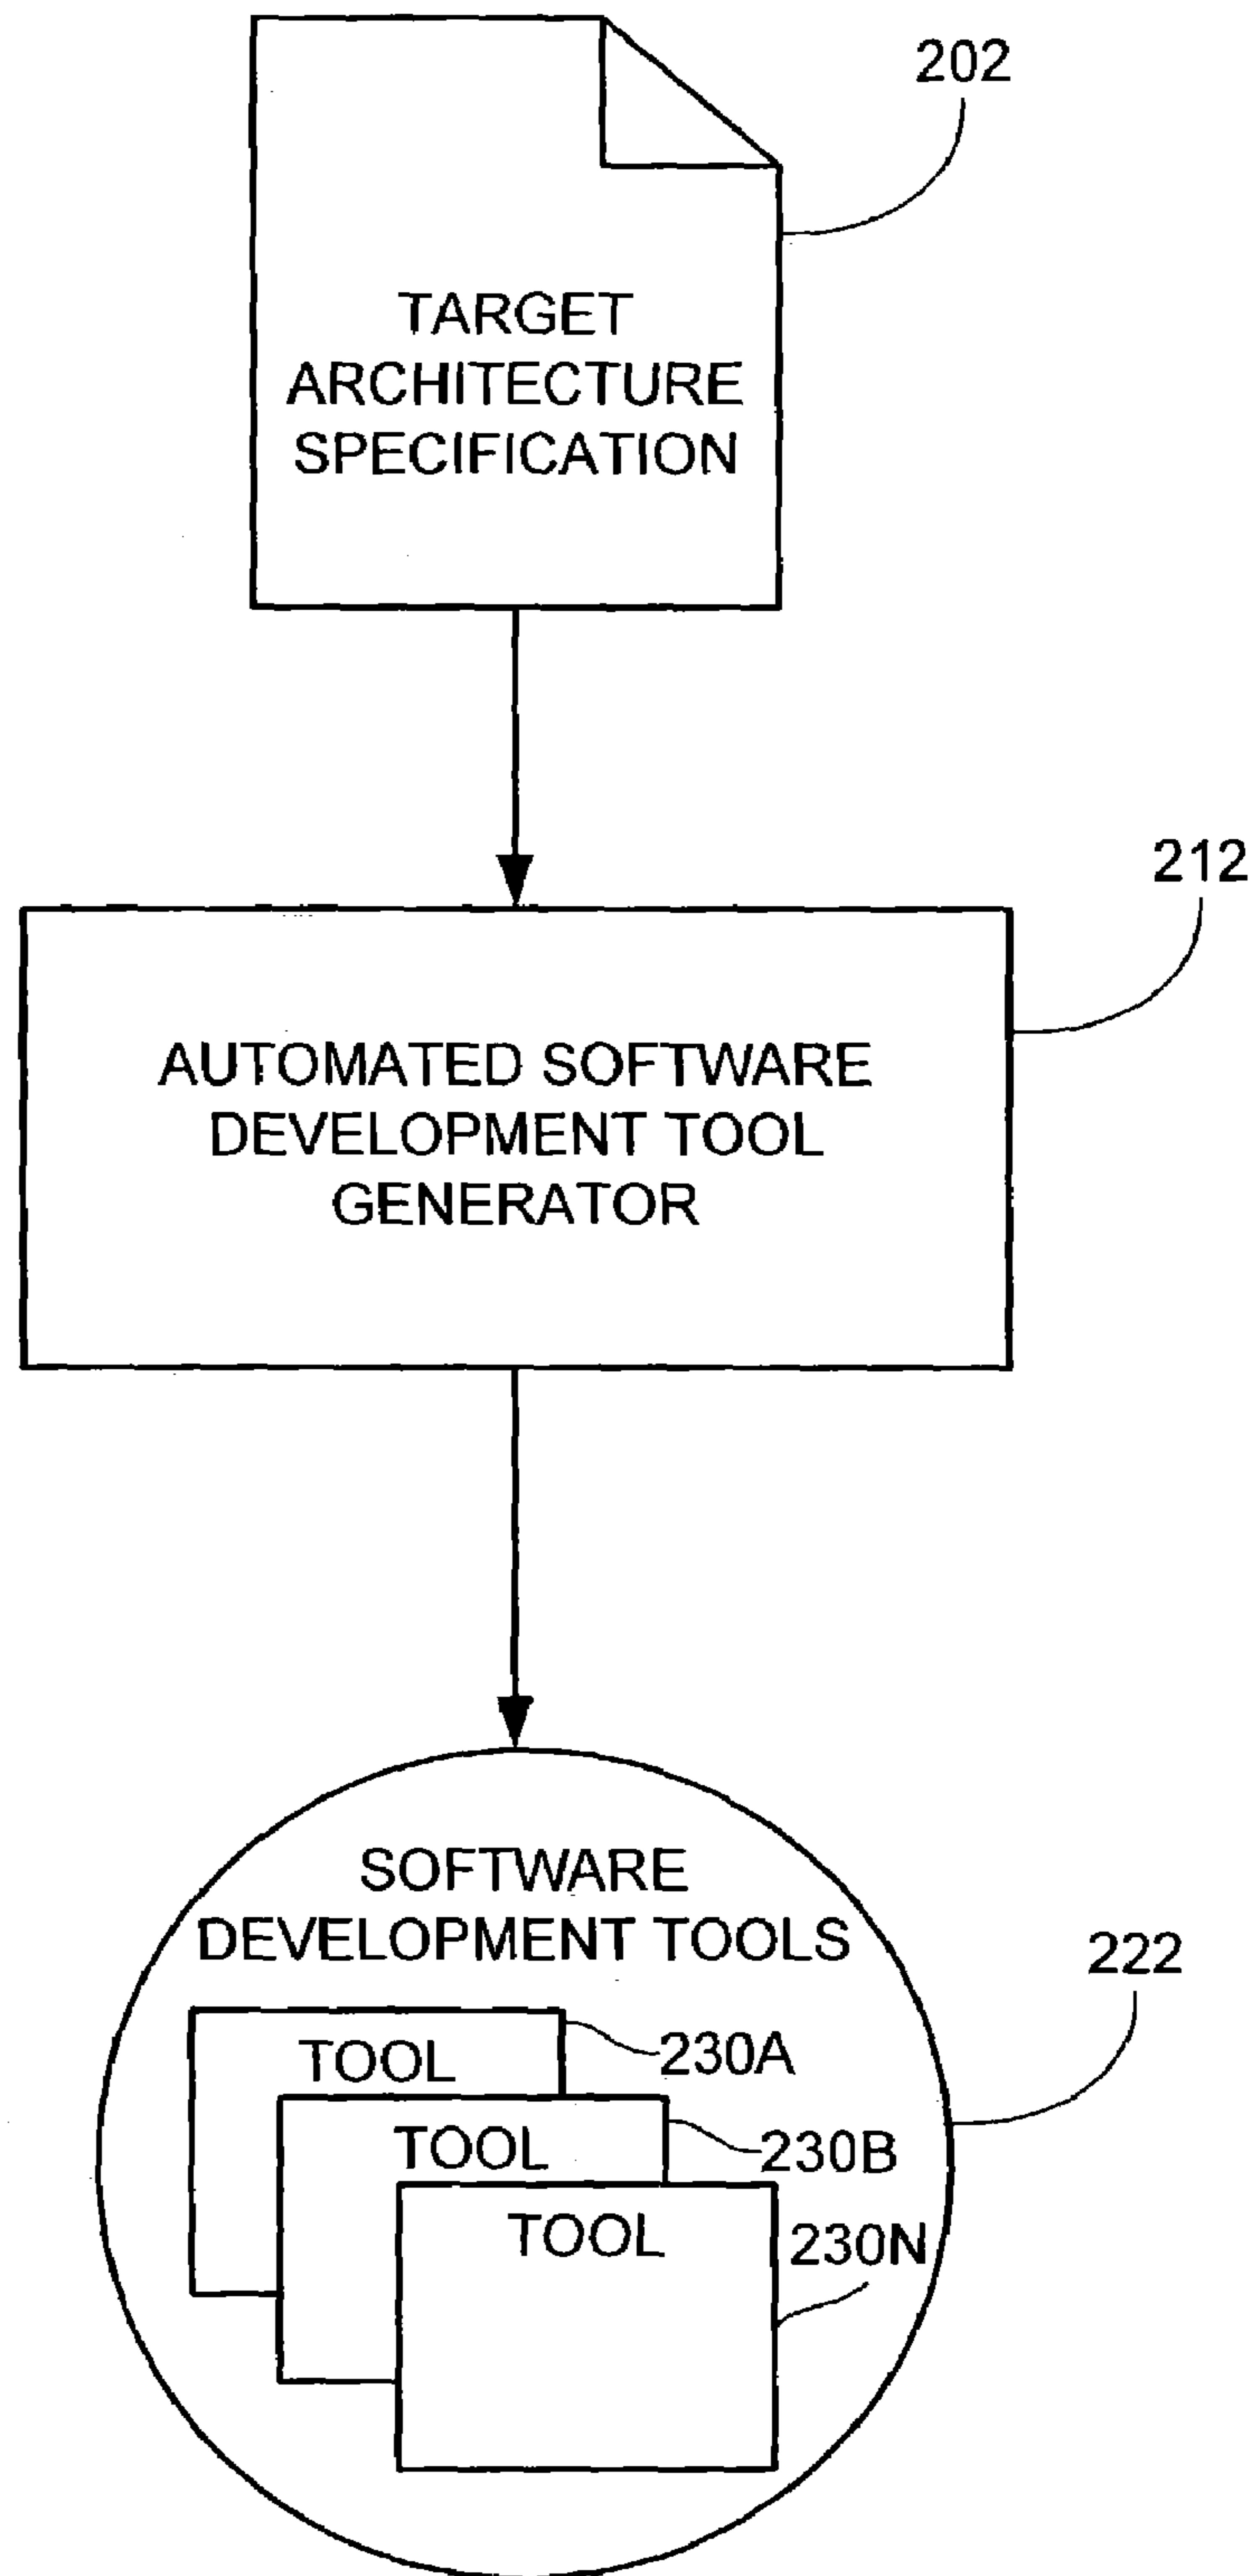 202
TARGET
ARCHITECTURE
SPECIFICATION
212
AUTOMATED SOFTWARE
DEVELOPMENT TOOL
GENERATOR
SOFTWARE
DEVELOPMENT TOOLS
222
TOOL
230A
TOOL
230B
TOOL
230N